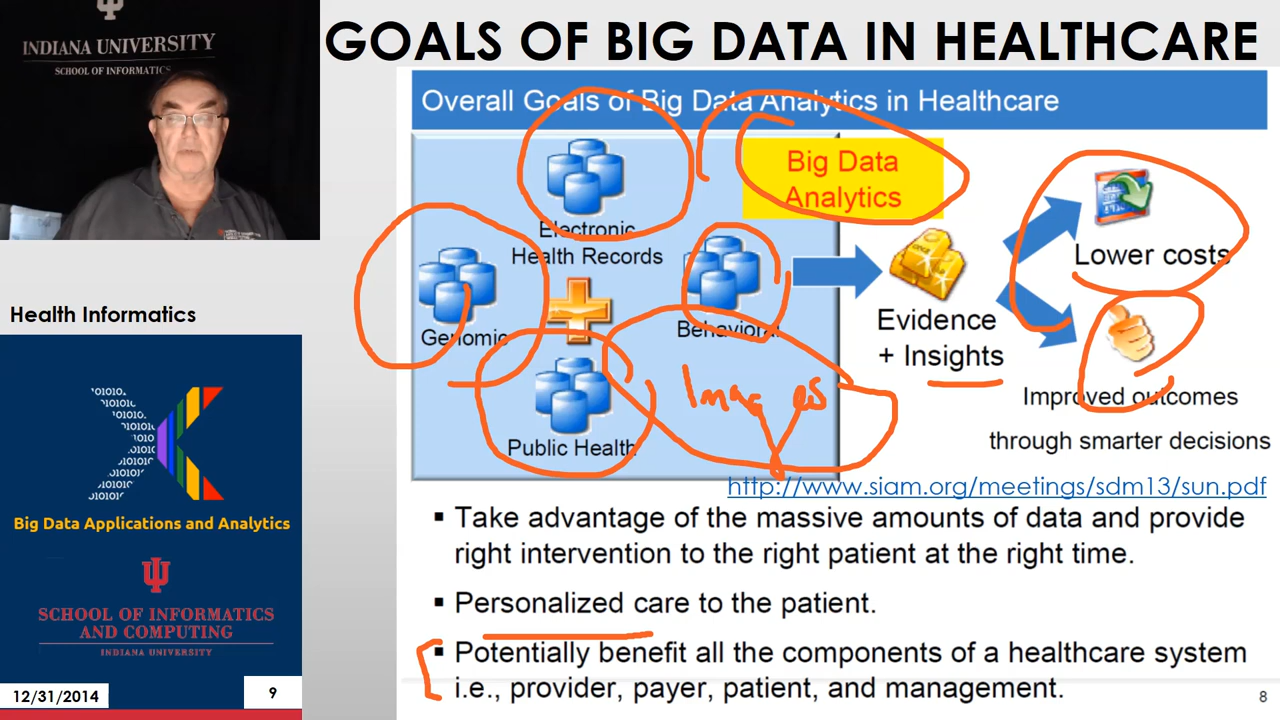 INDIANA UNIVERSITY
SCHOOL OF INFORMATICS
GOALS OF BIG DATA IN HEALTHCARE
Overall Goals of Big Data Analytics in Healthcare
Big Data
Analytics
Electronic
Health Records
Genomic
Behavioral
Public Health
Images
Evidence
+ Insights
Lower costs
Improved outcomes
through smarter decisions
http://www.siam.org/meetings/sdm13/sun.pdf
▪ Take advantage of the massive amounts of data and provide
right intervention to the right patient at the right time.
▪ Personalized care to the patient.
▪ Potentially benefit all the components of a healthcare system
i.e., provider, payer, patient, and management.
8
Health Informatics
Big Data Applications and Analytics
SCHOOL OF INFORMATICS
AND COMPUTING
INDIANA UNIVERSITY
12/31/2014
9